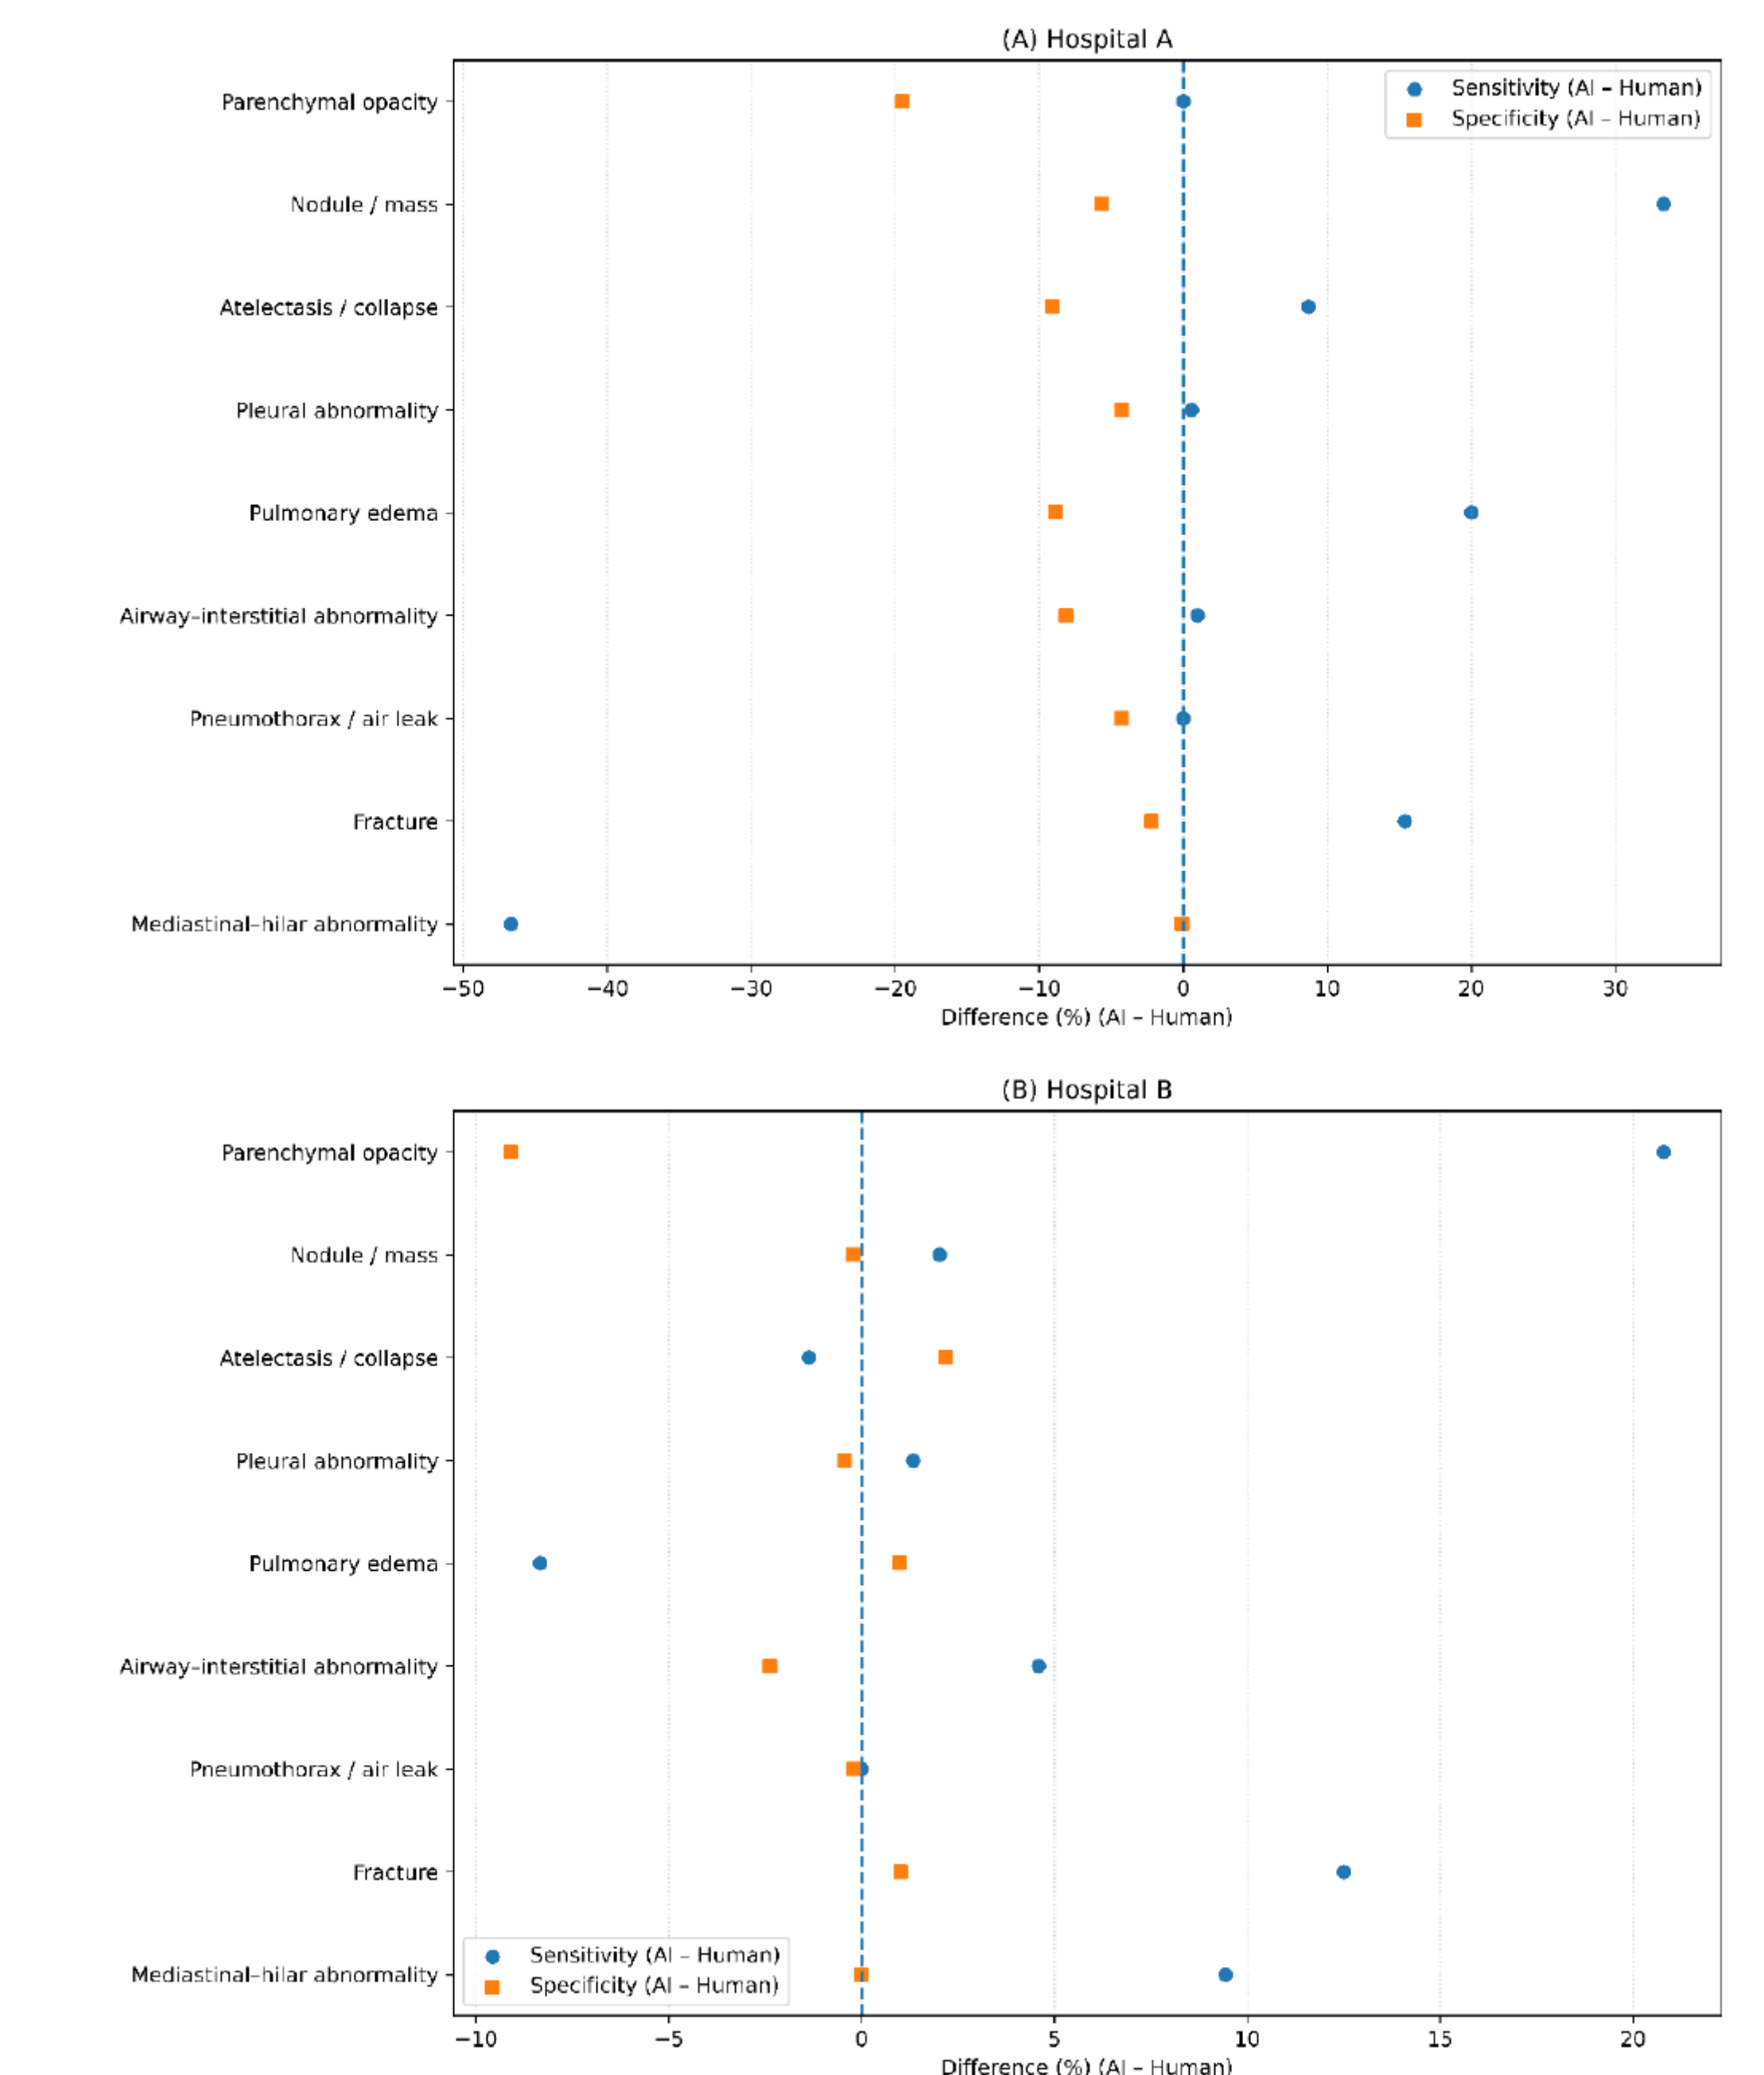 (A) Hospital A
Sensitivity (AI – Human)
Specificity (AI – Human)
Parenchymal opacity
Nodule / mass
Atelectasis / collapse
Pleural abnormality
Pulmonary edema
Airway–interstitial abnormality
Pneumothorax / air leak
Fracture
Mediastinal–hilar abnormality
−50 −40 −30 −20 −10 0 10 20 30
Difference (%) (AI – Human)
(B) Hospital B
Parenchymal opacity
Nodule / mass
Atelectasis / collapse
Pleural abnormality
Pulmonary edema
Airway–interstitial abnormality
Pneumothorax / air leak
Fracture
Mediastinal–hilar abnormality
Sensitivity (AI – Human)
Specificity (AI – Human)
−10 −5 0 5 10 15 20
Difference (%) (AI – Human)